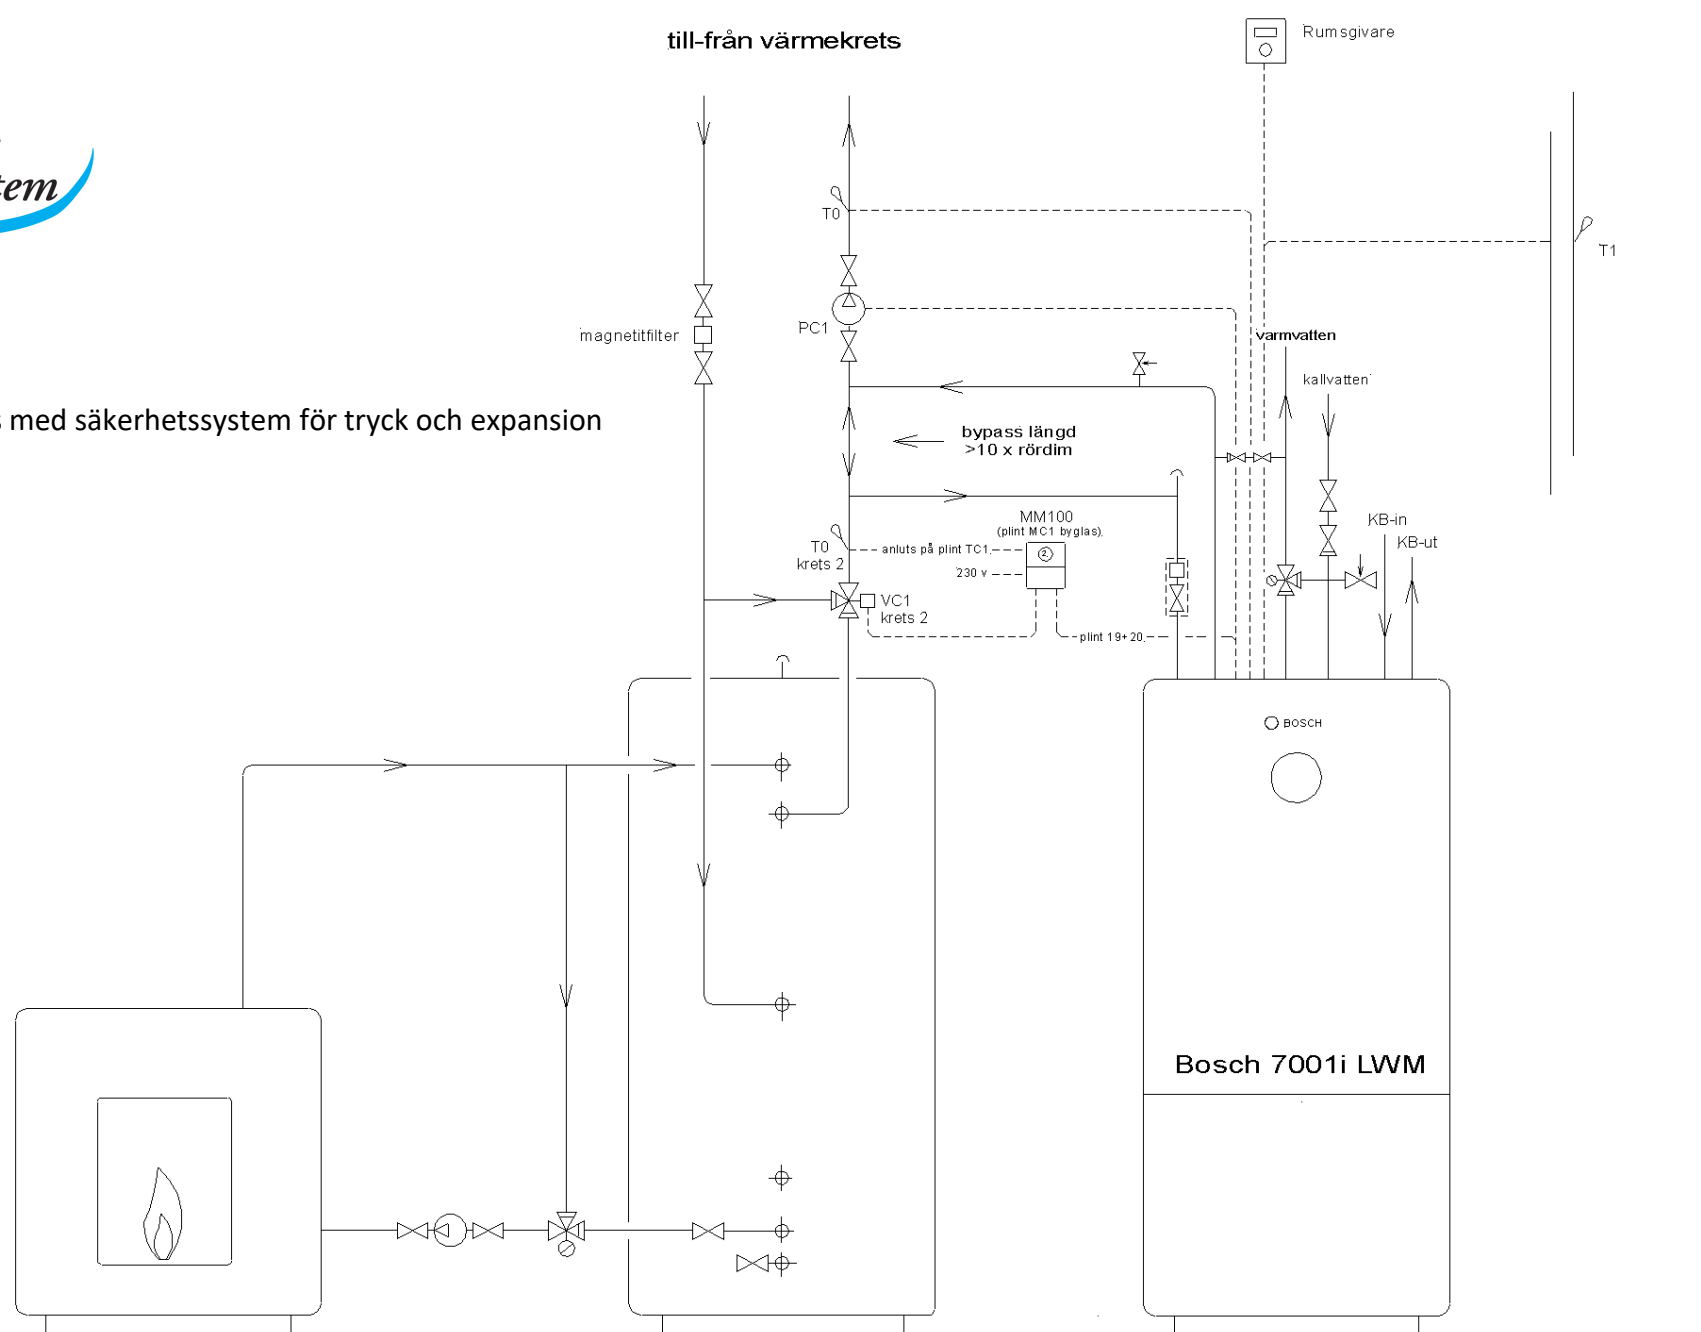 till-från värmekrets
Rumsgivare
tem
T0
T1
PC1
magnetitfilter
varmvatten
kallvatten
med säkerhetssystem för tryck och expansion
bypass längd
>10 x rördim
MM100
(plint MC1 byglas)
KB-in
KB-ut
T0
krets 2
anluts på plint TC1
2
230 v
VC1
krets 2
plint 19+20
BOSCH
Bosch 7001i LWM